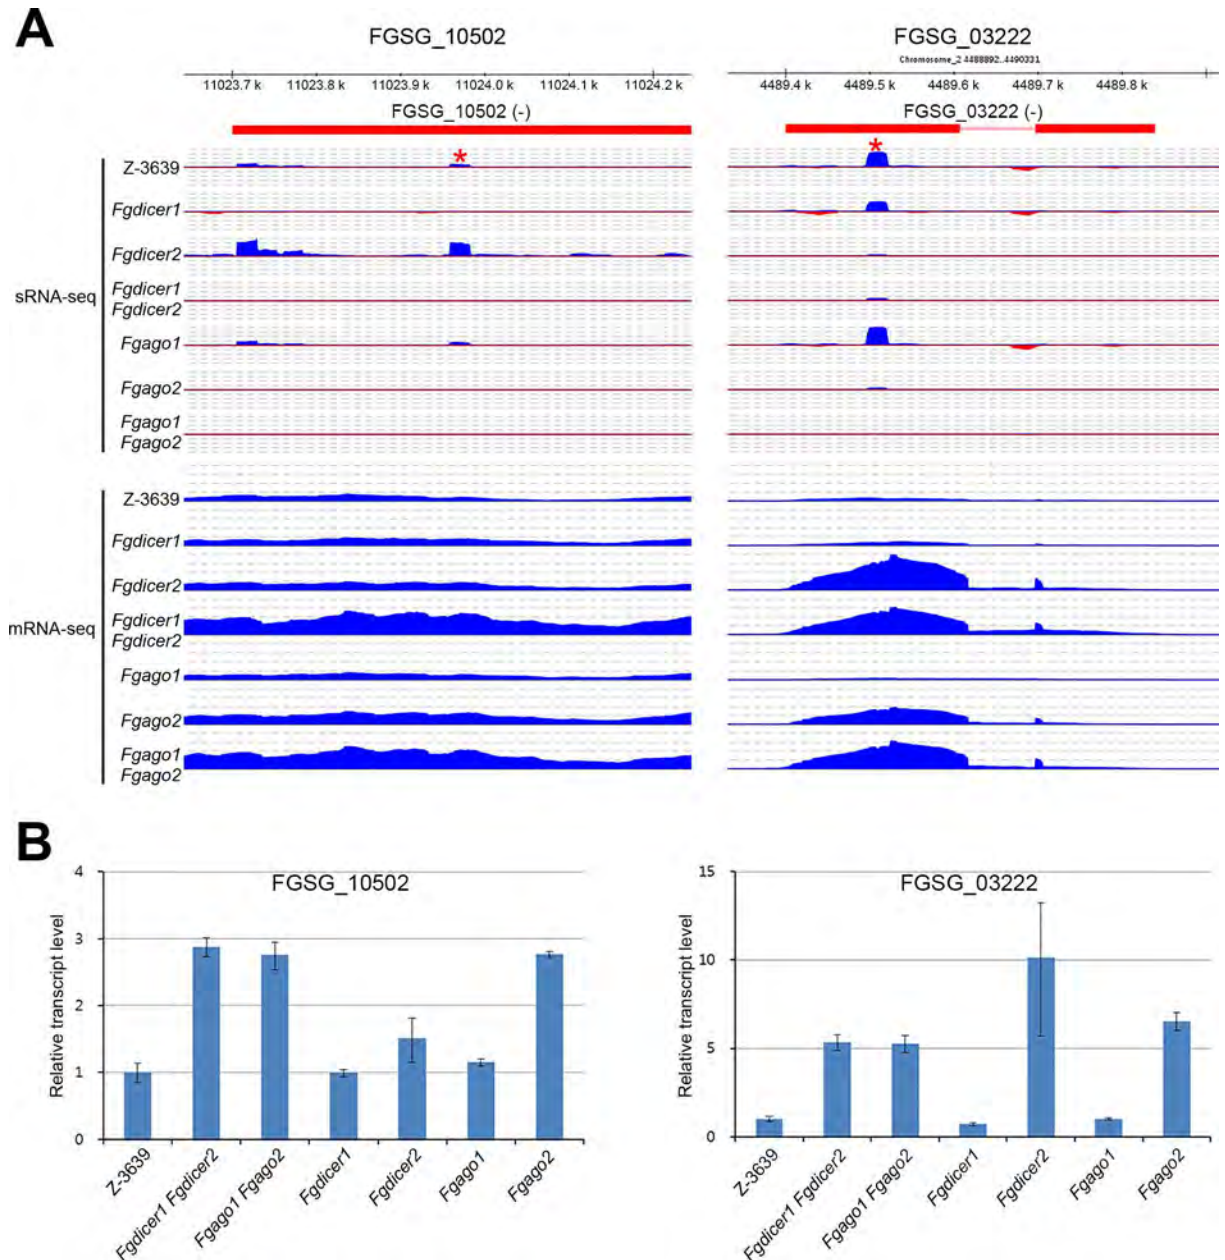 A
FGSG_10502
FGSG_03222
Chromosome_2 4488892..4490331
11023.7 k 11023.8 k 11023.9 k 11024.0 k 11024.1 k 11024.2 k
4489.4 k 4489.5 k 4489.6 k 4489.7 k 4489.8 k
FGSG_10502 (-)
FGSG_03222 (-)
* *
sRNA-seq
Z-3639
Fgdicer1
Fgdicer2
Fgdicer1
Fgdicer2
Fgago1
Fgago2
Fgago1
Fgago2
mRNA-seq
Z-3639
Fgdicer1
Fgdicer2
Fgdicer1
Fgdicer2
Fgago1
Fgago2
Fgago1
Fgago2
B
FGSG_10502
Relative transcript level
4
3
2
1
0
Z-3639
Fgdicer1 Fgdicer2
Fgago1 Fgago2
Fgdicer1
Fgdicer2
Fgago1
Fgago2
FGSG_03222
Relative transcript level
15
10
5
0
Z-3639
Fgdicer1 Fgdicer2
Fgago1 Fgago2
Fgdicer1
Fgdicer2
Fgago1
Fgago2